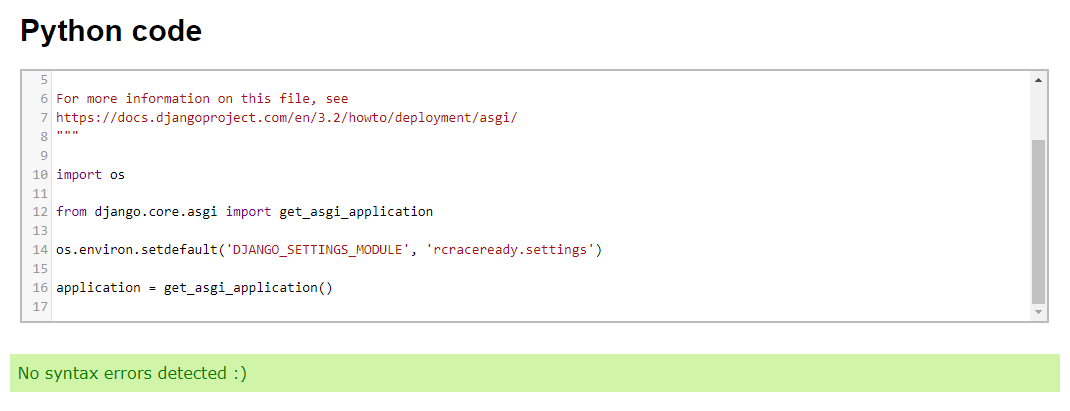 Python code
5
6 For more information on this file, see
7 https://docs.djangoproject.com/en/3.2/howto/deployment/asgi/
8 """
9
10 import os
11
12 from django.core.asgi import get_asgi_application
13
14 os.environ.setdefault('DJANGO_SETTINGS_MODULE', 'rcraceready.settings')
15
16 application = get_asgi_application()
17
No syntax errors detected :)